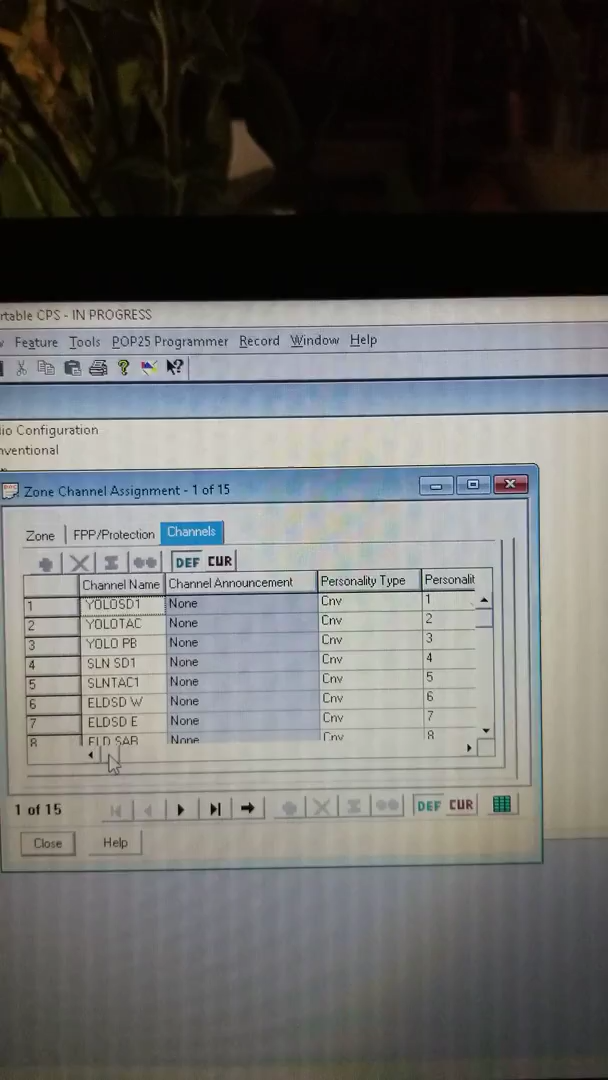 rtable CPS - IN PROGRESS
Feature Tools POP25 Programmer Record Window Help
io Configuration
nventional
Zone Channel Assignment - 1 of 15
Zone FPP/Protection Channels
DEF CUR
Channel Name Channel Announcement Personality Type Personalit
1 YOLOSD1 None Cnv 1
2 YOLOTAC None Cnv 2
3 YOLO PB None Cnv 3
4 SLN SD1 None Cnv 4
5 SLNTAC1 None Cnv 5
6 ELDSD W None Cnv 6
7 ELDSD E None Cnv 7
8 ELD SAR None Cnv 8
1 of 15 DEF CUR
Close Help